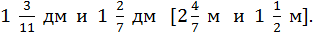 1 3/11 дм и 1 2/7 дм [2 4/7 м и 1 1/2 м].